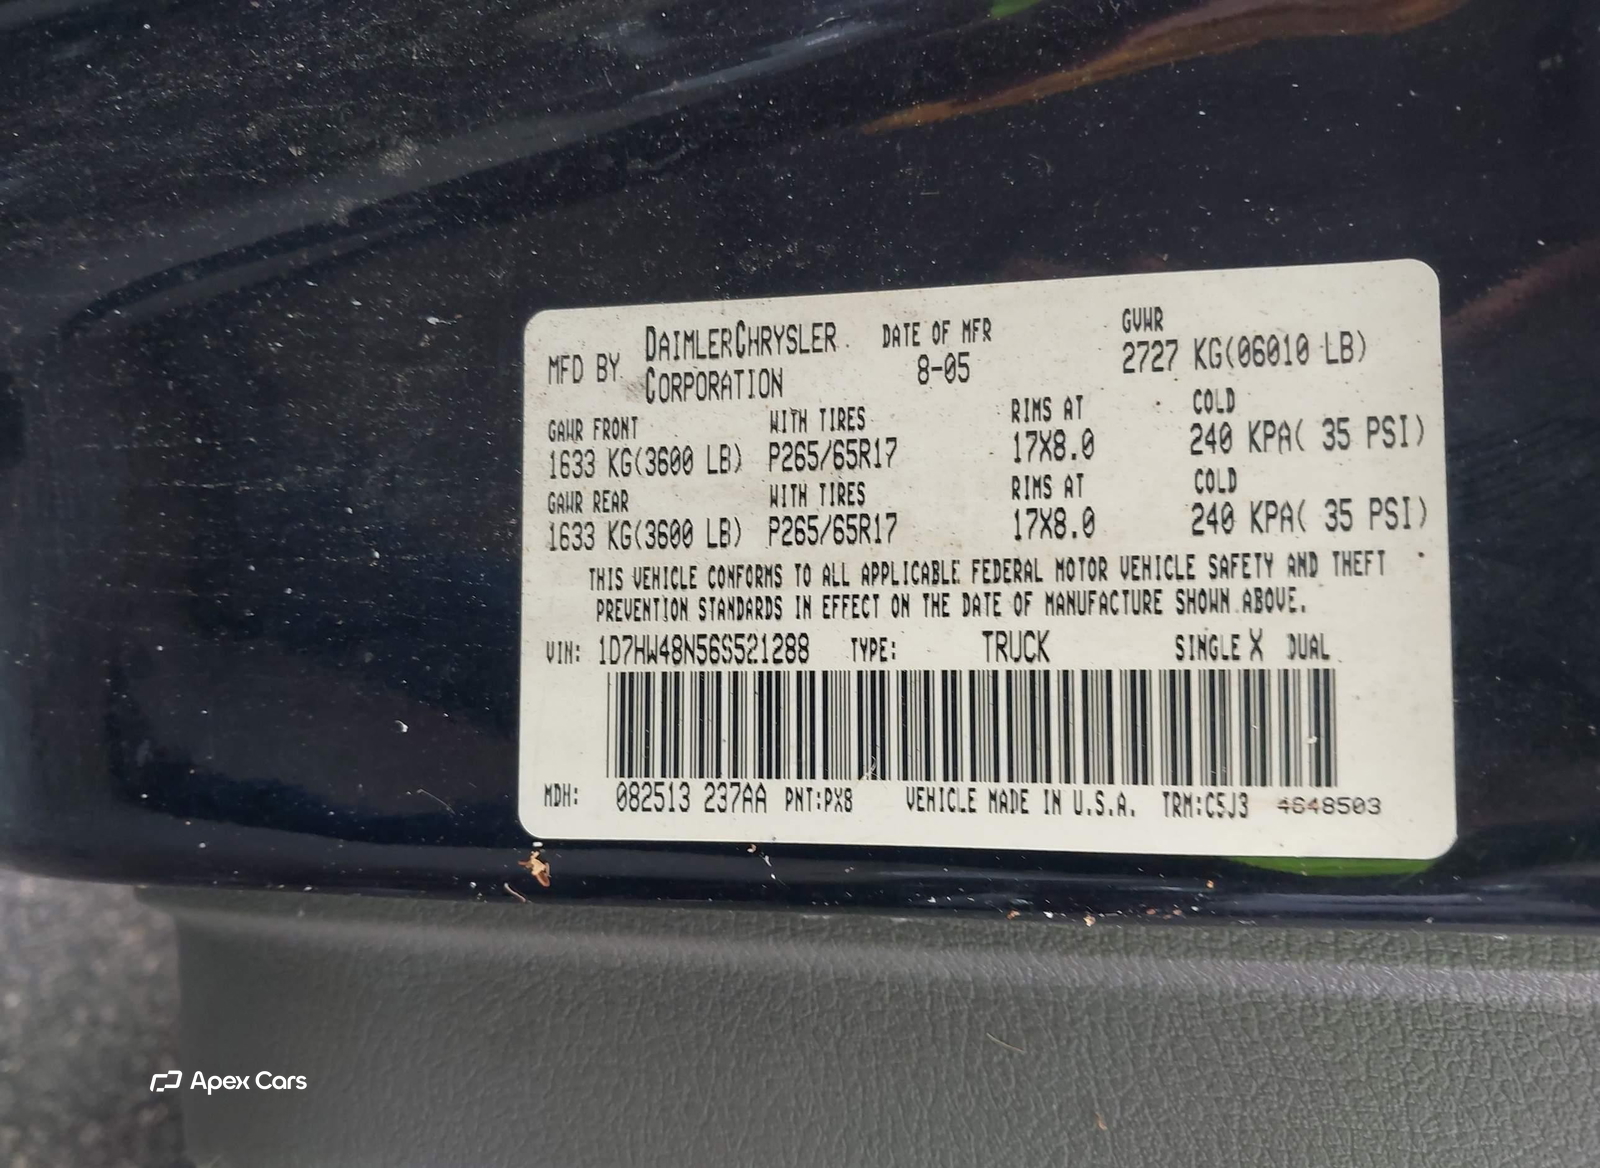 MFD BY DAIMLERCHRYSLER CORPORATION DATE OF MFR 8-05 GVWR 2727 KG(06010 LB)
GAWR FRONT WITH TIRES RIMS AT COLD
1633 KG(3600 LB) P265/65R17 17X8.0 240 KPA( 35 PSI)
GAWR REAR WITH TIRES RIMS AT COLD
1633 KG(3600 LB) P265/65R17 17X8.0 240 KPA( 35 PSI)
THIS VEHICLE CONFORMS TO ALL APPLICABLE FEDERAL MOTOR VEHICLE SAFETY AND THEFT
PREVENTION STANDARDS IN EFFECT ON THE DATE OF MANUFACTURE SHOWN ABOVE.
VIN: 1D7HW48N56S521288 TYPE: TRUCK SINGLE X DUAL
MDH: 082513 237AA PNT:PX8 VEHICLE MADE IN U.S.A. TRM:C5J3 4648503
Apex Cars